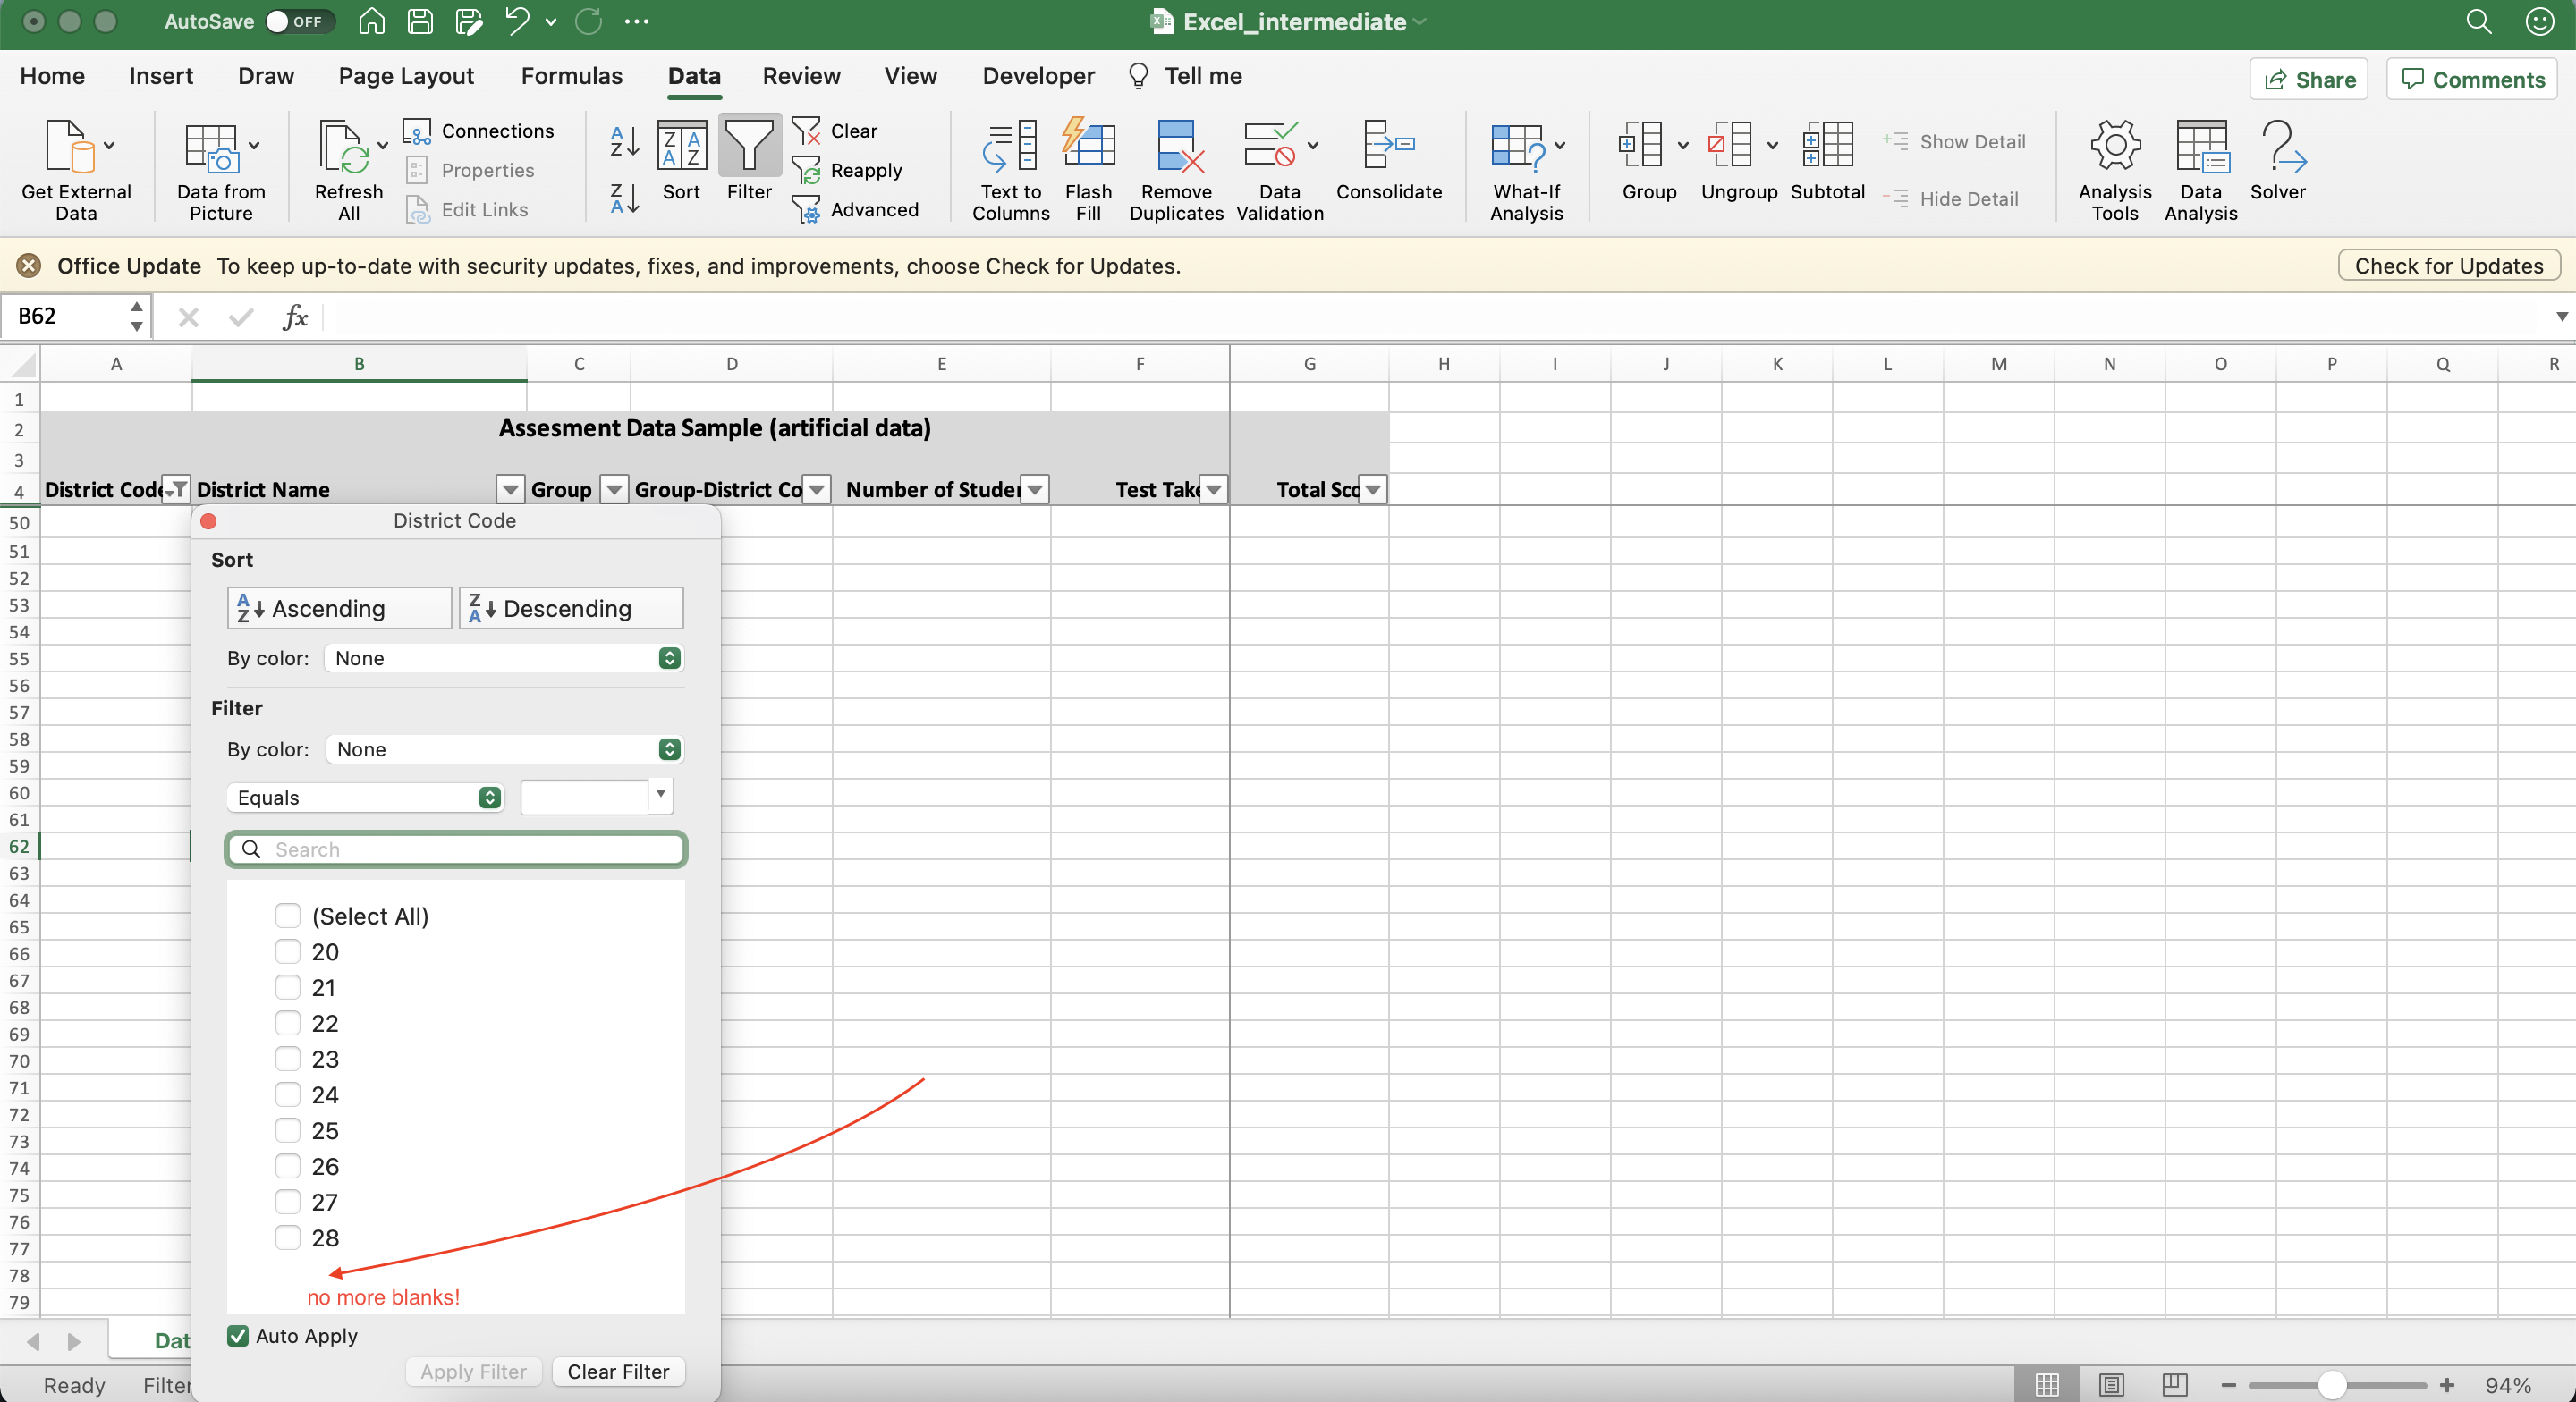 AutoSave OFF Excel_intermediate
Home Insert Draw Page Layout Formulas Data Review View Developer Tell me Share Comments
Get External Data
Data from Picture
Refresh All
Connections
Properties
Edit Links
Sort
Filter
Clear
Reapply
Advanced
Text to Columns
Flash Fill
Remove Duplicates
Data Validation
Consolidate
What-If Analysis
Group
Ungroup
Subtotal
Show Detail
Hide Detail
Analysis Tools
Data Analysis
Solver
Office Update To keep up-to-date with security updates, fixes, and improvements, choose Check for Updates. Check for Updates
B62 fx
A B C D E F G H I J K L M N O P Q R
1
2 Assesment Data Sample (artificial data)
3
4 District Code District Name Group Group-District Co Number of Studen Test Take Total Sco
50
51
52
53
54
55
56
57
58
59
60
61
62
63
64
65
66
67
68
69
70
71
72
73
74
75
76
77
78
79
District Code
Sort
Ascending Descending
By color: None
Filter
By color: None
Equals
Search
(Select All)
20
21
22
23
24
25
26
27
28
no more blanks!
Auto Apply
Apply Filter Clear Filter
Dat
Ready Filter 94%